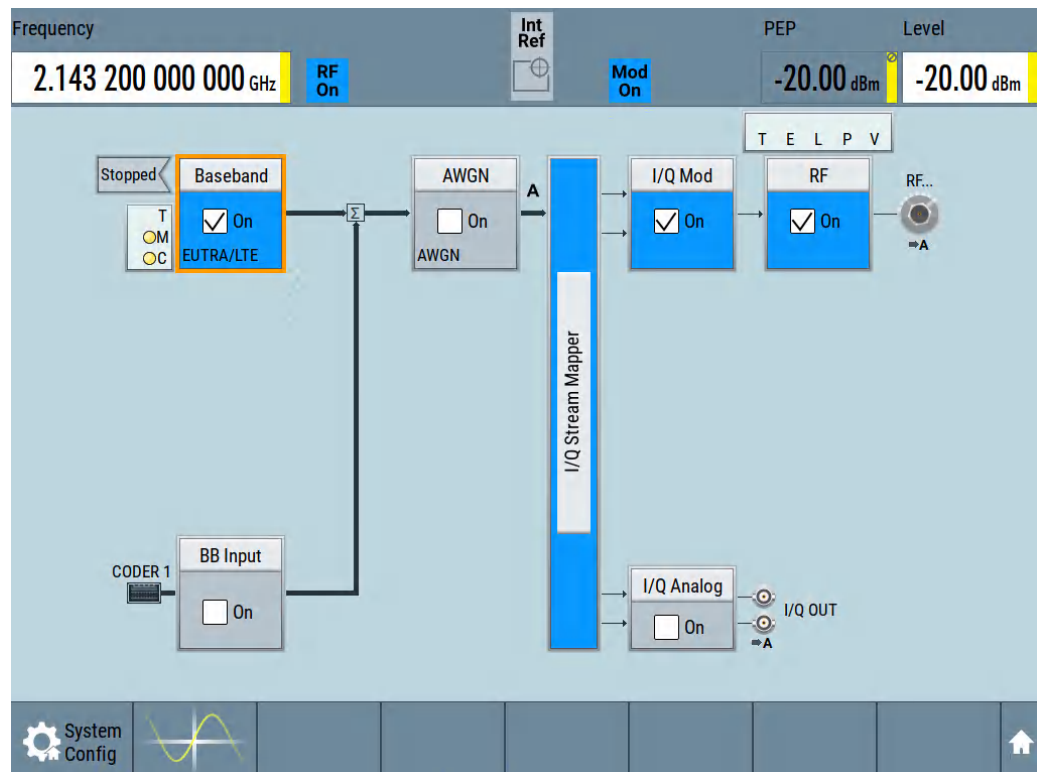 Frequency
Int
Ref
PEP
Level
2.143 200 000 000 GHz
RF
On
Mod
On
-20.00 dBm
-20.00 dBm
T E L P V
Stopped
Baseband
On
EUTRA/LTE
T
M
C
Σ
AWGN
On
AWGN
A
I/Q Stream Mapper
I/Q Mod
On
RF
On
RF...
⇒A
CODER 1
BB Input
On
I/Q Analog
On
I/Q OUT
⇒A
System
Config